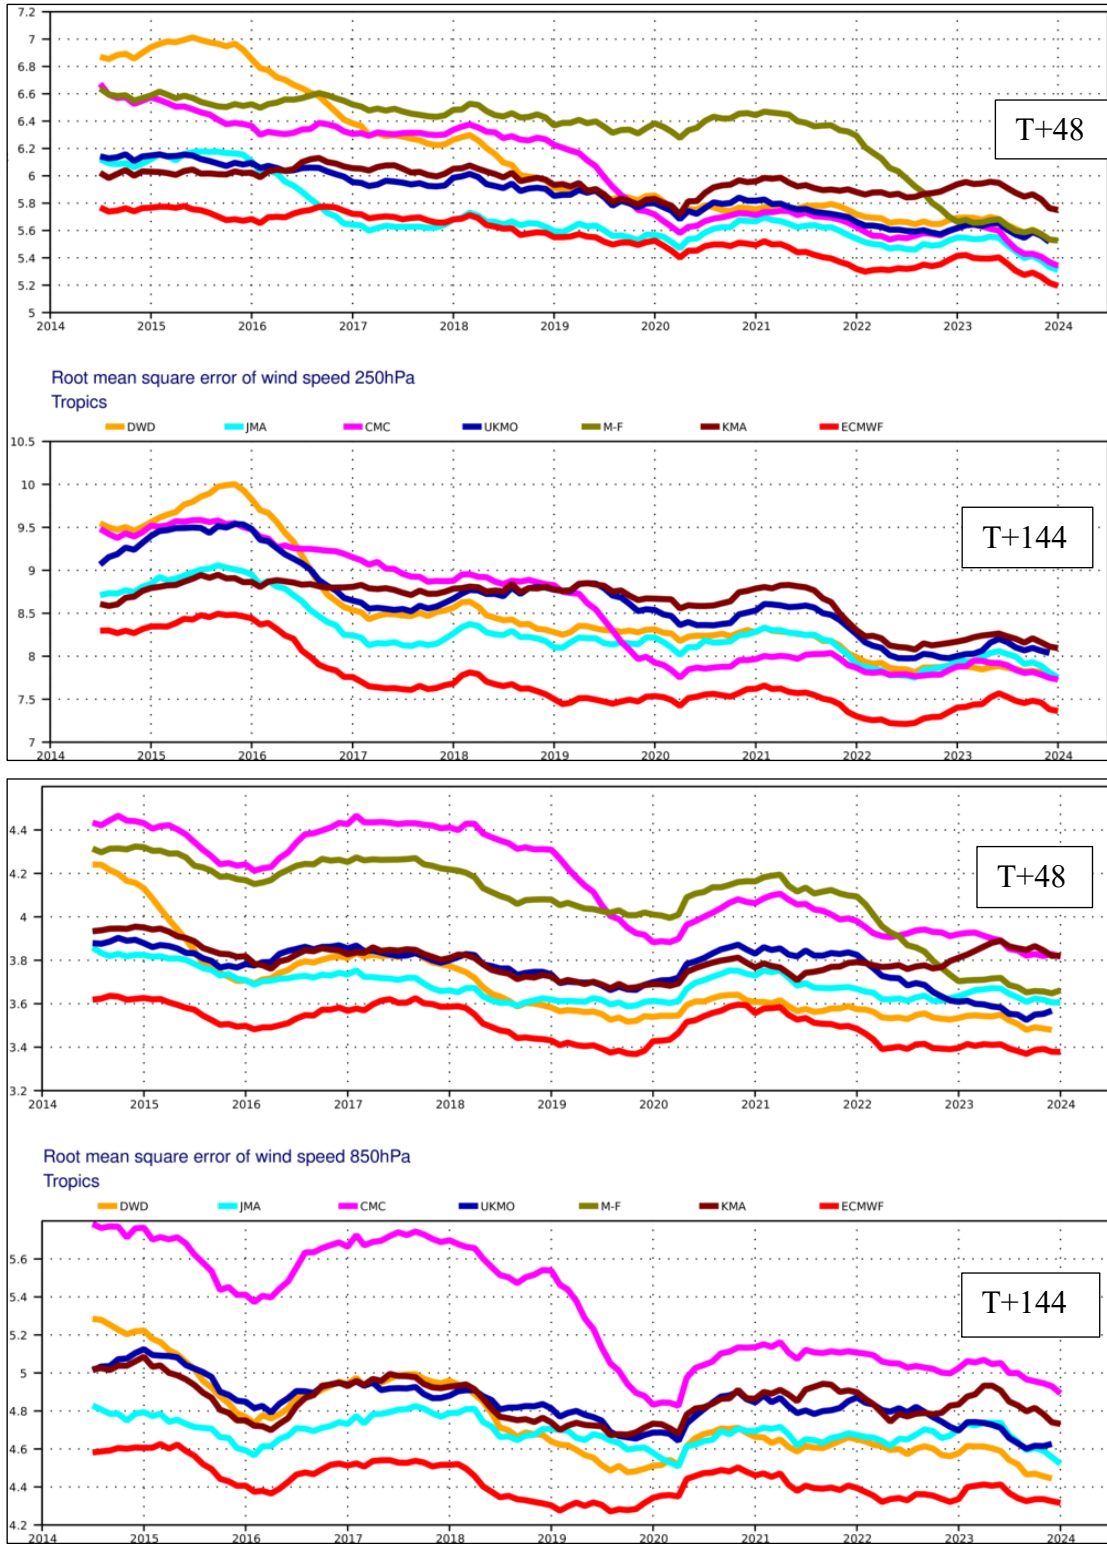 7.2
7
6.8
6.6
6.4
6.2
6
5.8
5.6
5.4
5.2
5
T+48
2014 2015 2016 2017 2018 2019 2020 2021 2022 2023 2024
Root mean square error of wind speed 250hPa
Tropics
DWD JMA CMC UKMO M-F KMA ECMWF
10.5
10
9.5
9
8.5
8
7.5
7
T+144
2014 2015 2016 2017 2018 2019 2020 2021 2022 2023 2024
4.4
4.2
4
3.8
3.6
3.4
3.2
T+48
2014 2015 2016 2017 2018 2019 2020 2021 2022 2023 2024
Root mean square error of wind speed 850hPa
Tropics
DWD JMA CMC UKMO M-F KMA ECMWF
5.6
5.4
5.2
5
4.8
4.6
4.4
4.2
T+144
2014 2015 2016 2017 2018 2019 2020 2021 2022 2023 2024